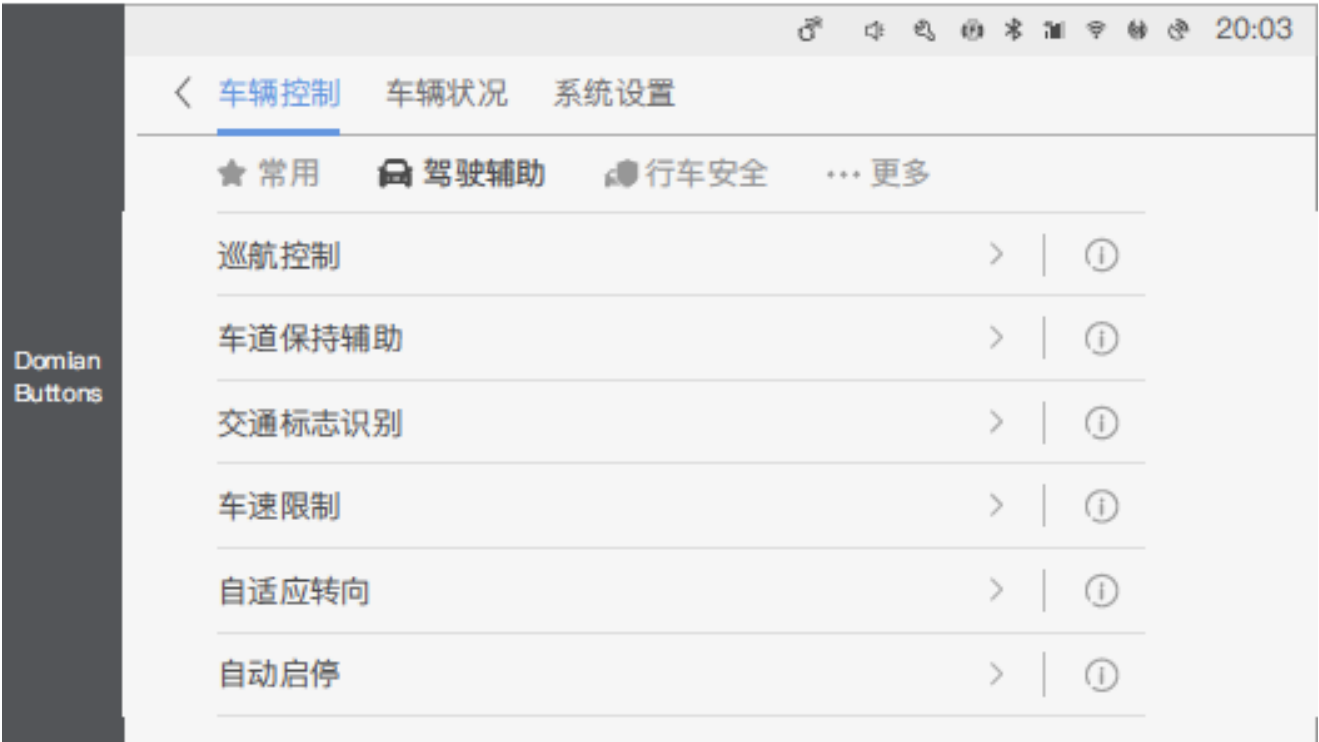 20:03
车辆控制 车辆状况 系统设置
常用 驾驶辅助 行车安全 ··· 更多
巡航控制
车道保持辅助
Domian
Buttons
交通标志识别
车速限制
自适应转向
自动启停